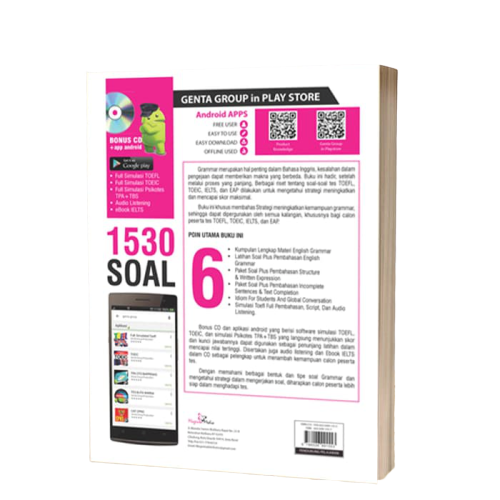 GENTA GROUP in PLAY STORE
BONUS CD
+ app android
Google play
• Full Simulasi TOEFL
• Full Simulasi TOEIC
• Full Simulasi Psikotes
TPA + TBS
• Audio Listening
• eBook IELTS
Android APPS
FREE USER
EASY TO USE
EASY DOWNLOAD
OFFLINE USED
Product
Knowledge
Genta Group
in Playstore
Grammar merupakan hal penting dalam Bahasa Inggris, kesalahan dalam
pengejaan dapat memberikan makna yang berbeda. Buku ini hadir, setelah
melalui proses yang panjang. Berbagai riset tentang soal-soal tes TOEFL,
TOEIC, IELTS, dan EAP dilakukan untuk mengetahui strategi meningkatkan
dan mencapai skor maksimal.
Buku ini khusus membahas Strategi meningkatkan kemampuan grammar,
sehingga dapat dipergunakan oleh semua kalangan, khususnya bagi calon
peserta tes TOEFL, TOEIC, IELTS, dan EAP.
POIN UTAMA BUKU INI
1530
SOAL
6
• Kumpulan Lengkap Materi English Grammar
• Latihan Soal Plus Pembahasan English
Grammar
• Paket Soal Plus Pembahasan Structure
& Written Expression
• Paket Soal Plus Pembahasan Incomplete
Sentences & Text Completion
• Idiom For Students And Global Conversation
• Simulasi Toefl Full Pembahasan, Script, Dan Audio
Listening.
Bonus CD dan aplikasi android yang berisi software simulasi TOEFL,
TOEIC, dan simulasi Psikotes TPA+TBS yang langsung menunjukkan skor
dan kunci jawabannya dapat digunakan sebagai penunjang latihan dalam
mencapai nilai tertinggi. Disertakan juga audio listening dan Ebook IELTS
dalam CD sebagai pelengkap untuk menambah kemampuan calon peserta
tes.
Dengan memahami berbagai bentuk dan tipe soal Grammar dan
mengetahui strategi dalam mengerjakan soal, diharapkan calon peserta lebih
siap dalam menghadapi tes.